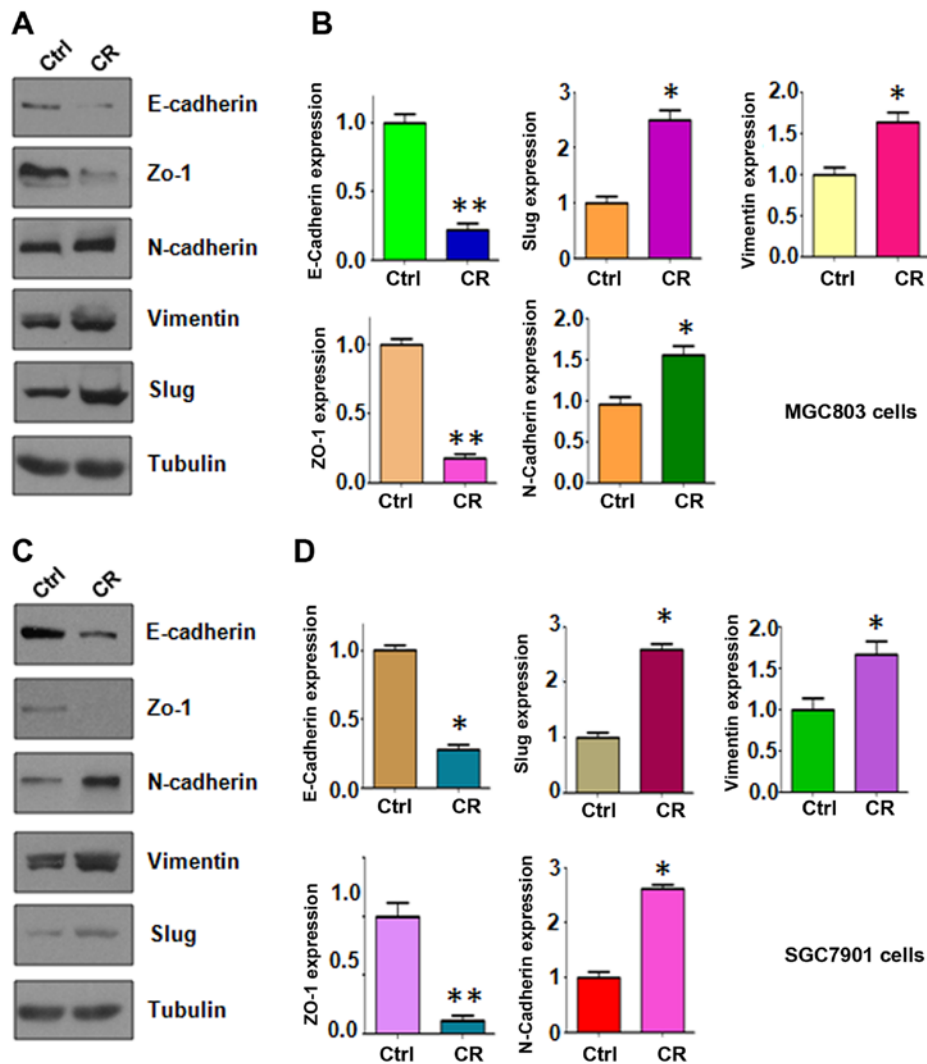 A
Ctrl CR
E-cadherin
Zo-1
N-cadherin
Vimentin
Slug
Tubulin
B
E-Cadherin expression
1.0
0.5
0.0
**
Ctrl CR
Slug expression
3
2
1
0
*
Ctrl CR
Vimentin expression
2.0
1.5
1.0
0.5
0.0
*
Ctrl CR
ZO-1 expression
1.0
0.5
0.0
**
Ctrl CR
N-Cadherin expression
2.0
1.5
1.0
0.5
0.0
*
Ctrl CR
MGC803 cells
C
Ctrl CR
E-cadherin
Zo-1
N-cadherin
Vimentin
Slug
Tubulin
D
E-Cadherin expression
1.0
0.5
0.0
*
Ctrl CR
Slug expression
3
2
1
0
*
Ctrl CR
Vimentin expression
2.0
1.5
1.0
0.5
0.0
*
Ctrl CR
ZO-1 expression
1.0
0.5
0.0
**
Ctrl CR
N-Cadherin expression
3
2
1
0
*
Ctrl CR
SGC7901 cells